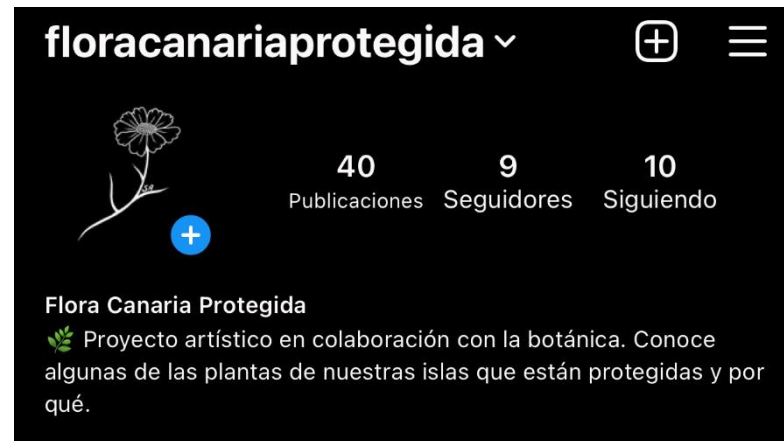 floracanariaprotegida
40 9 10
Publicaciones Seguidores Siguiendo
Flora Canaria Protegida
🌿 Proyecto artístico en colaboración con la botánica. Conoce
algunas de las plantas de nuestras islas que están protegidas y por
qué.